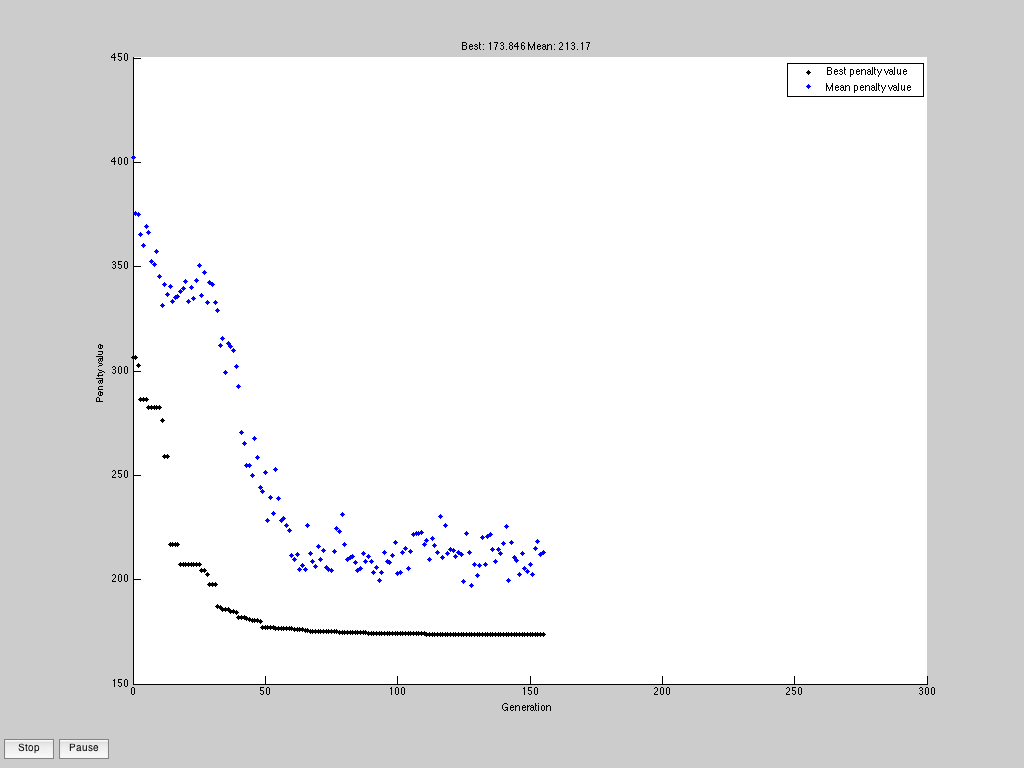 Best: 173.846 Mean: 213.17
450
Best penalty value
Mean penalty value
400
350
300
Penalty value
250
200
150
0 50 100 150 200 250 300
Generation
Stop Pause